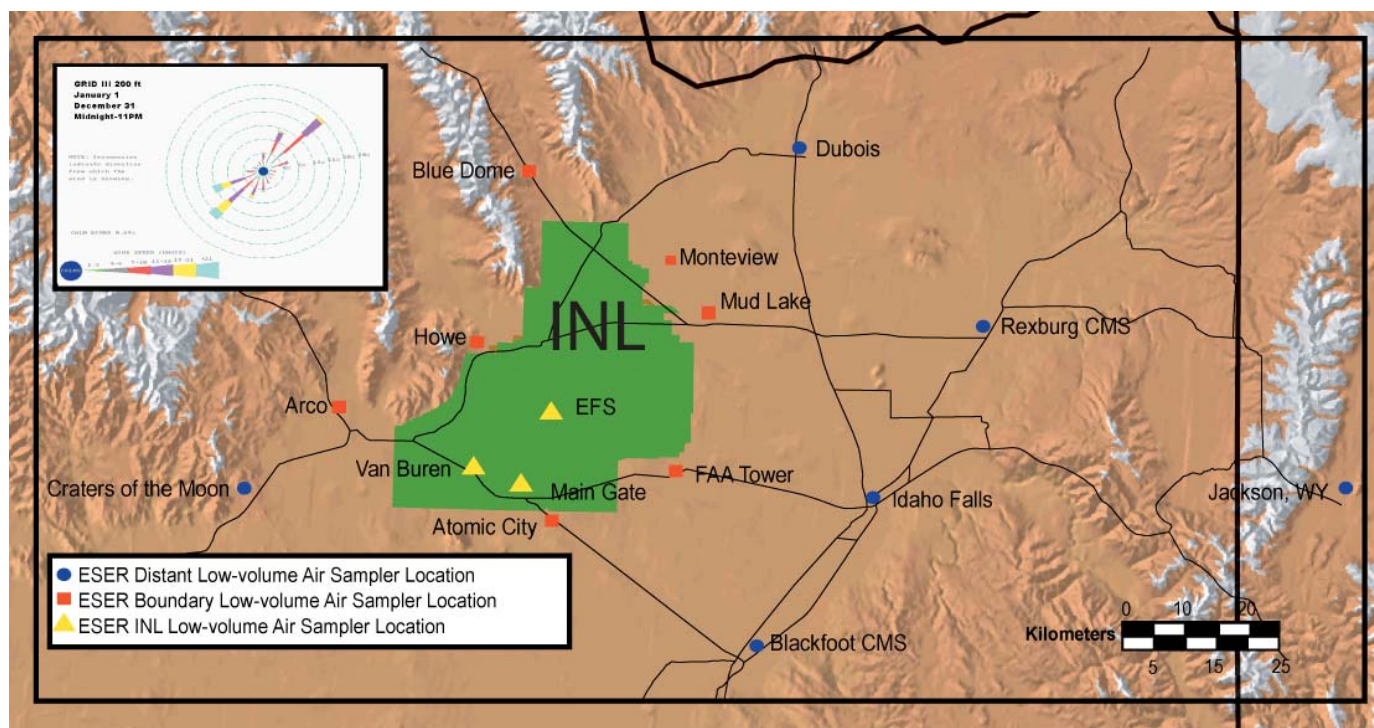 GRID III 200 ft
January 1
December 31
Midnight-11PM
Blue Dome
Dubois
Monteview
Mud Lake
INL
Howe
Rexburg CMS
Arco
EFS
Van Buren
FAA Tower
Craters of the Moon
Main Gate
Idaho Falls
Jackson, WY
Atomic City
ESER Distant Low-volume Air Sampler Location
ESER Boundary Low-volume Air Sampler Location
ESER INL Low-volume Air Sampler Location
Blackfoot CMS
0 10 20
Kilometers
5 15 25